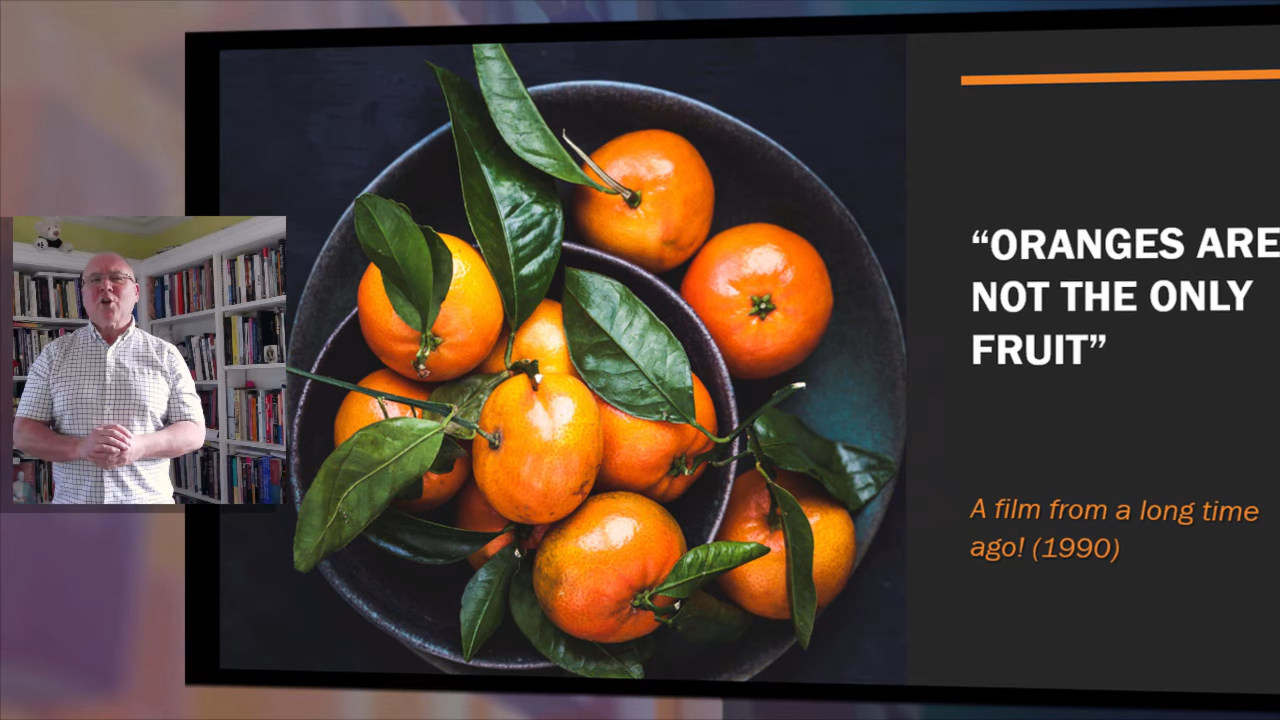 “ORANGES ARE
NOT THE ONLY
FRUIT”
A film from a long time
ago! (1990)